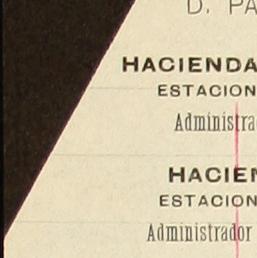 D. PA
HACIENDA
ESTACION
Administra
HACIEN
ESTACION
Administrador